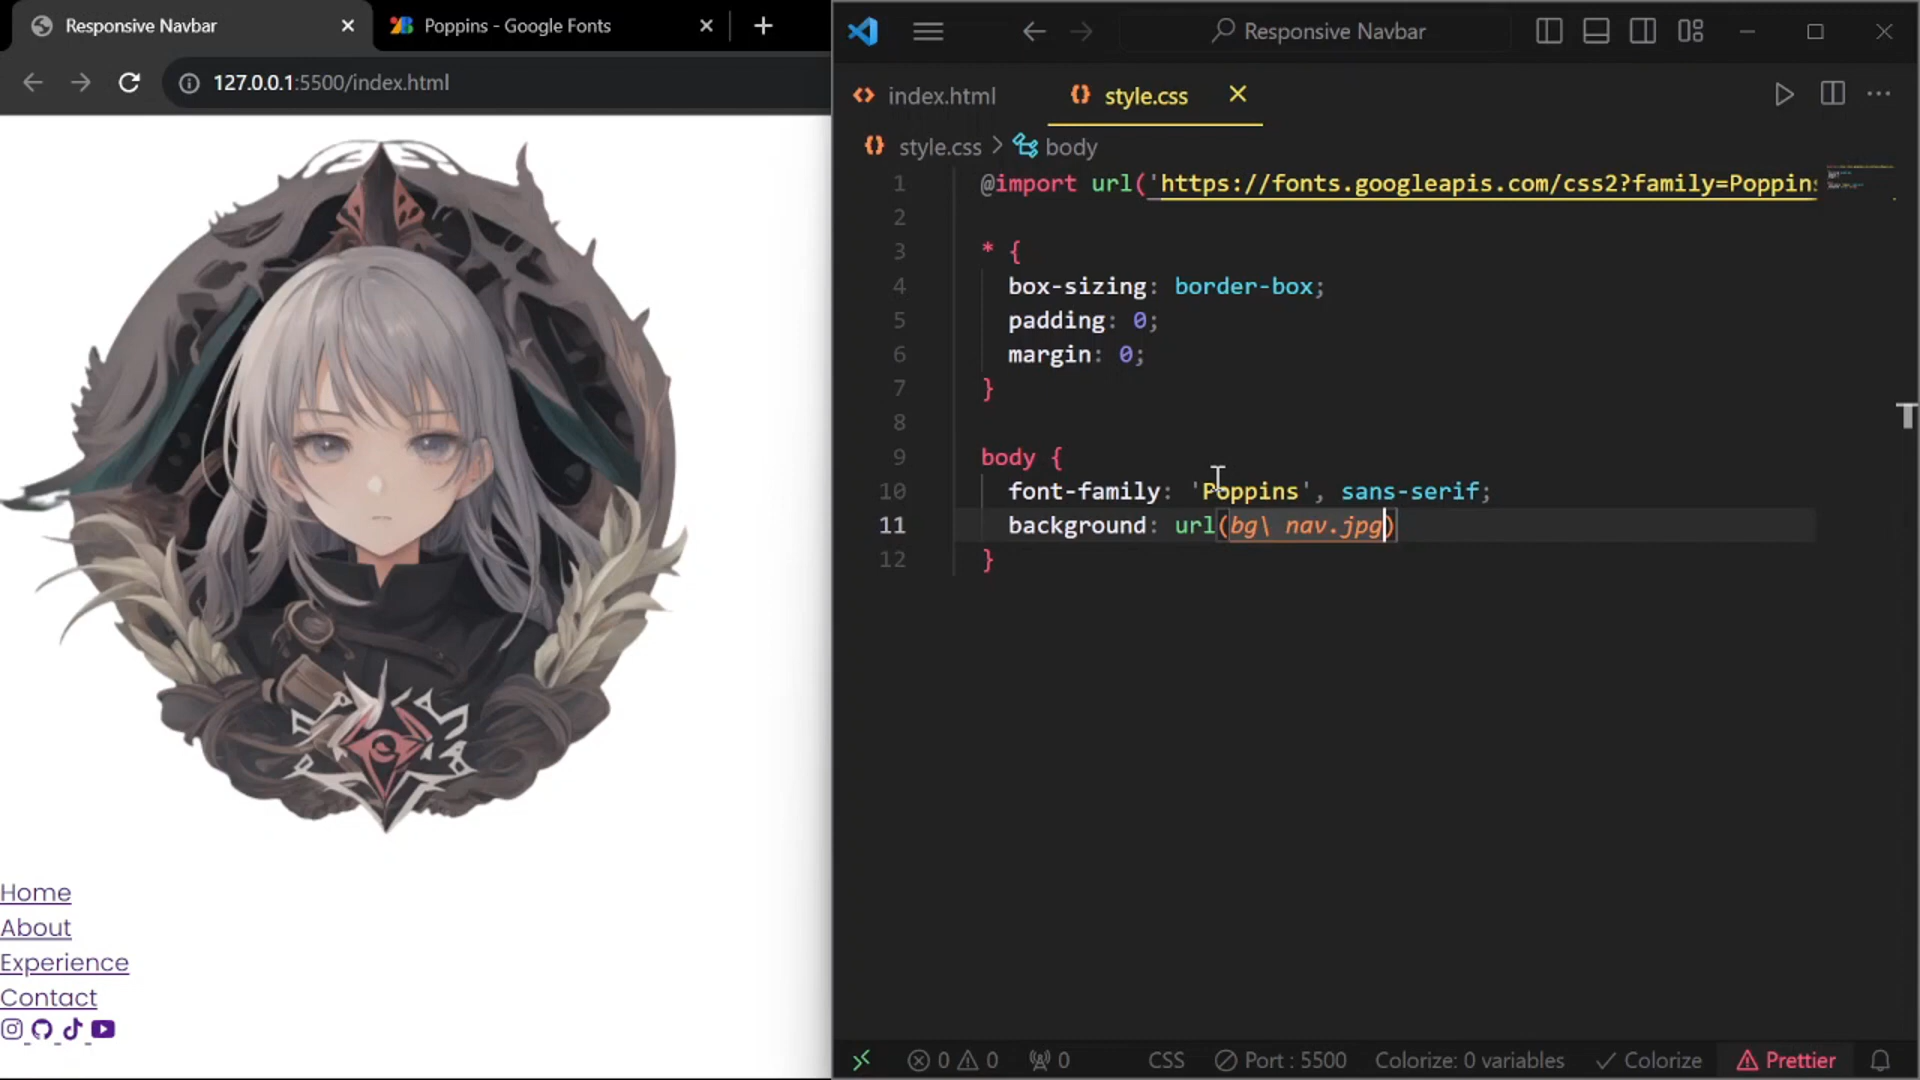 Responsive Navbar
Poppins - Google Fonts
127.0.0.1:5500/index.html
Home
About
Experience
Contact
Responsive Navbar
index.html
style.css
style.css > body
1 @import url('https://fonts.googleapis.com/css2?family=Poppins
2
3 * {
4 box-sizing: border-box;
5 padding: 0;
6 margin: 0;
7 }
8
9 body {
10 font-family: 'Poppins', sans-serif;
11 background: url(bg\ nav.jpg)
12 }
0 0 0 CSS Port : 5500 Colorize: 0 variables Colorize Prettier